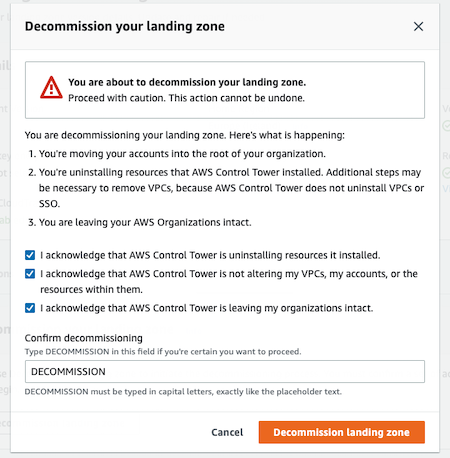 Decommission your landing zone
You are about to decommission your landing zone.
Proceed with caution. This action cannot be undone.
You are decommissioning your landing zone. Here's what is happening:
1. You're moving your accounts into the root of your organization.
2. You're uninstalling resources that AWS Control Tower installed. Additional steps may
be necessary to remove VPCs, because AWS Control Tower does not uninstall VPCs or
SSO.
3. You are leaving your AWS Organizations intact.
I acknowledge that AWS Control Tower is uninstalling resources it installed.
I acknowledge that AWS Control Tower is not altering my VPCs, my accounts, or the
resources within them.
I acknowledge that AWS Control Tower is leaving my organizations intact.
Confirm decommissioning
Type DECOMMISSION in this field if you're certain you want to proceed.
DECOMMISSION
DECOMMISSION must be typed in capital letters, exactly like the placeholder text.
Cancel
Decommission landing zone